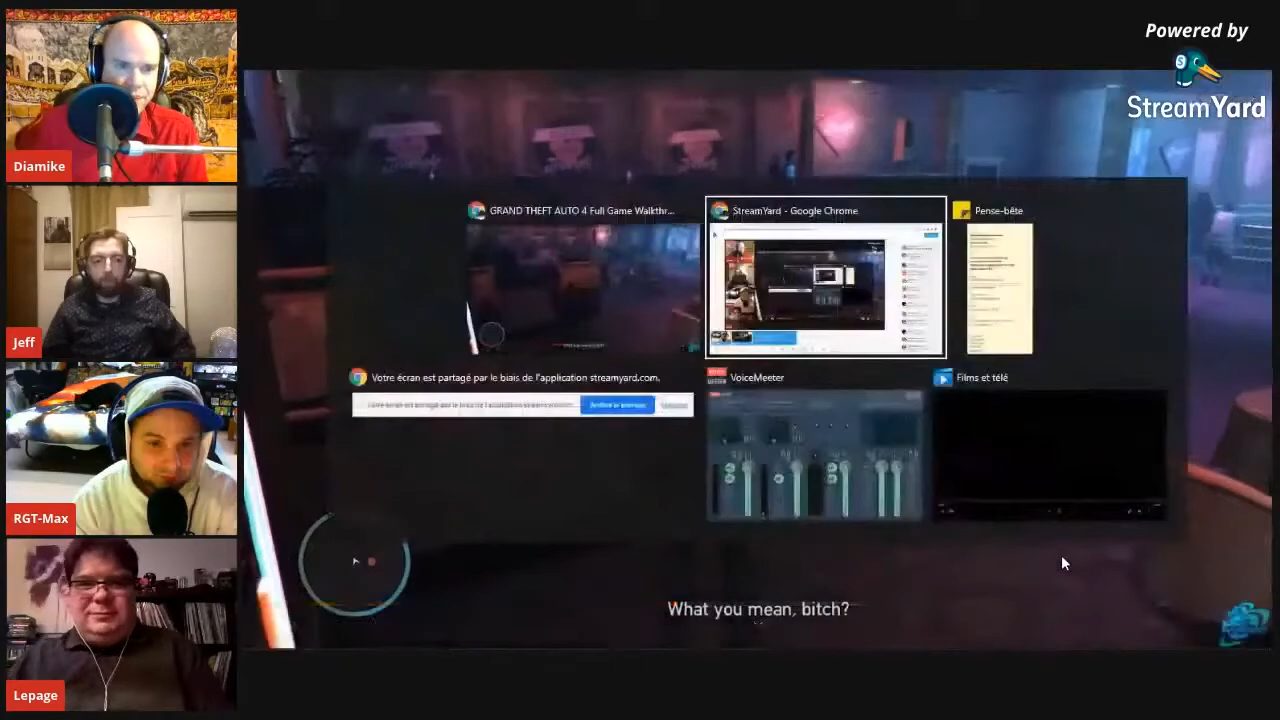 Powered by
StreamYard
Diamike
Jeff
RGT-Max
Lepage
GRAND THEFT AUTO 4 Full Game Walkthr...
StreamYard - Google Chrome
Pense-bête
Votre écran est partagé par le biais de l'application streamyard.com.
VoiceMeeter
Films et télé
What you mean, bitch?